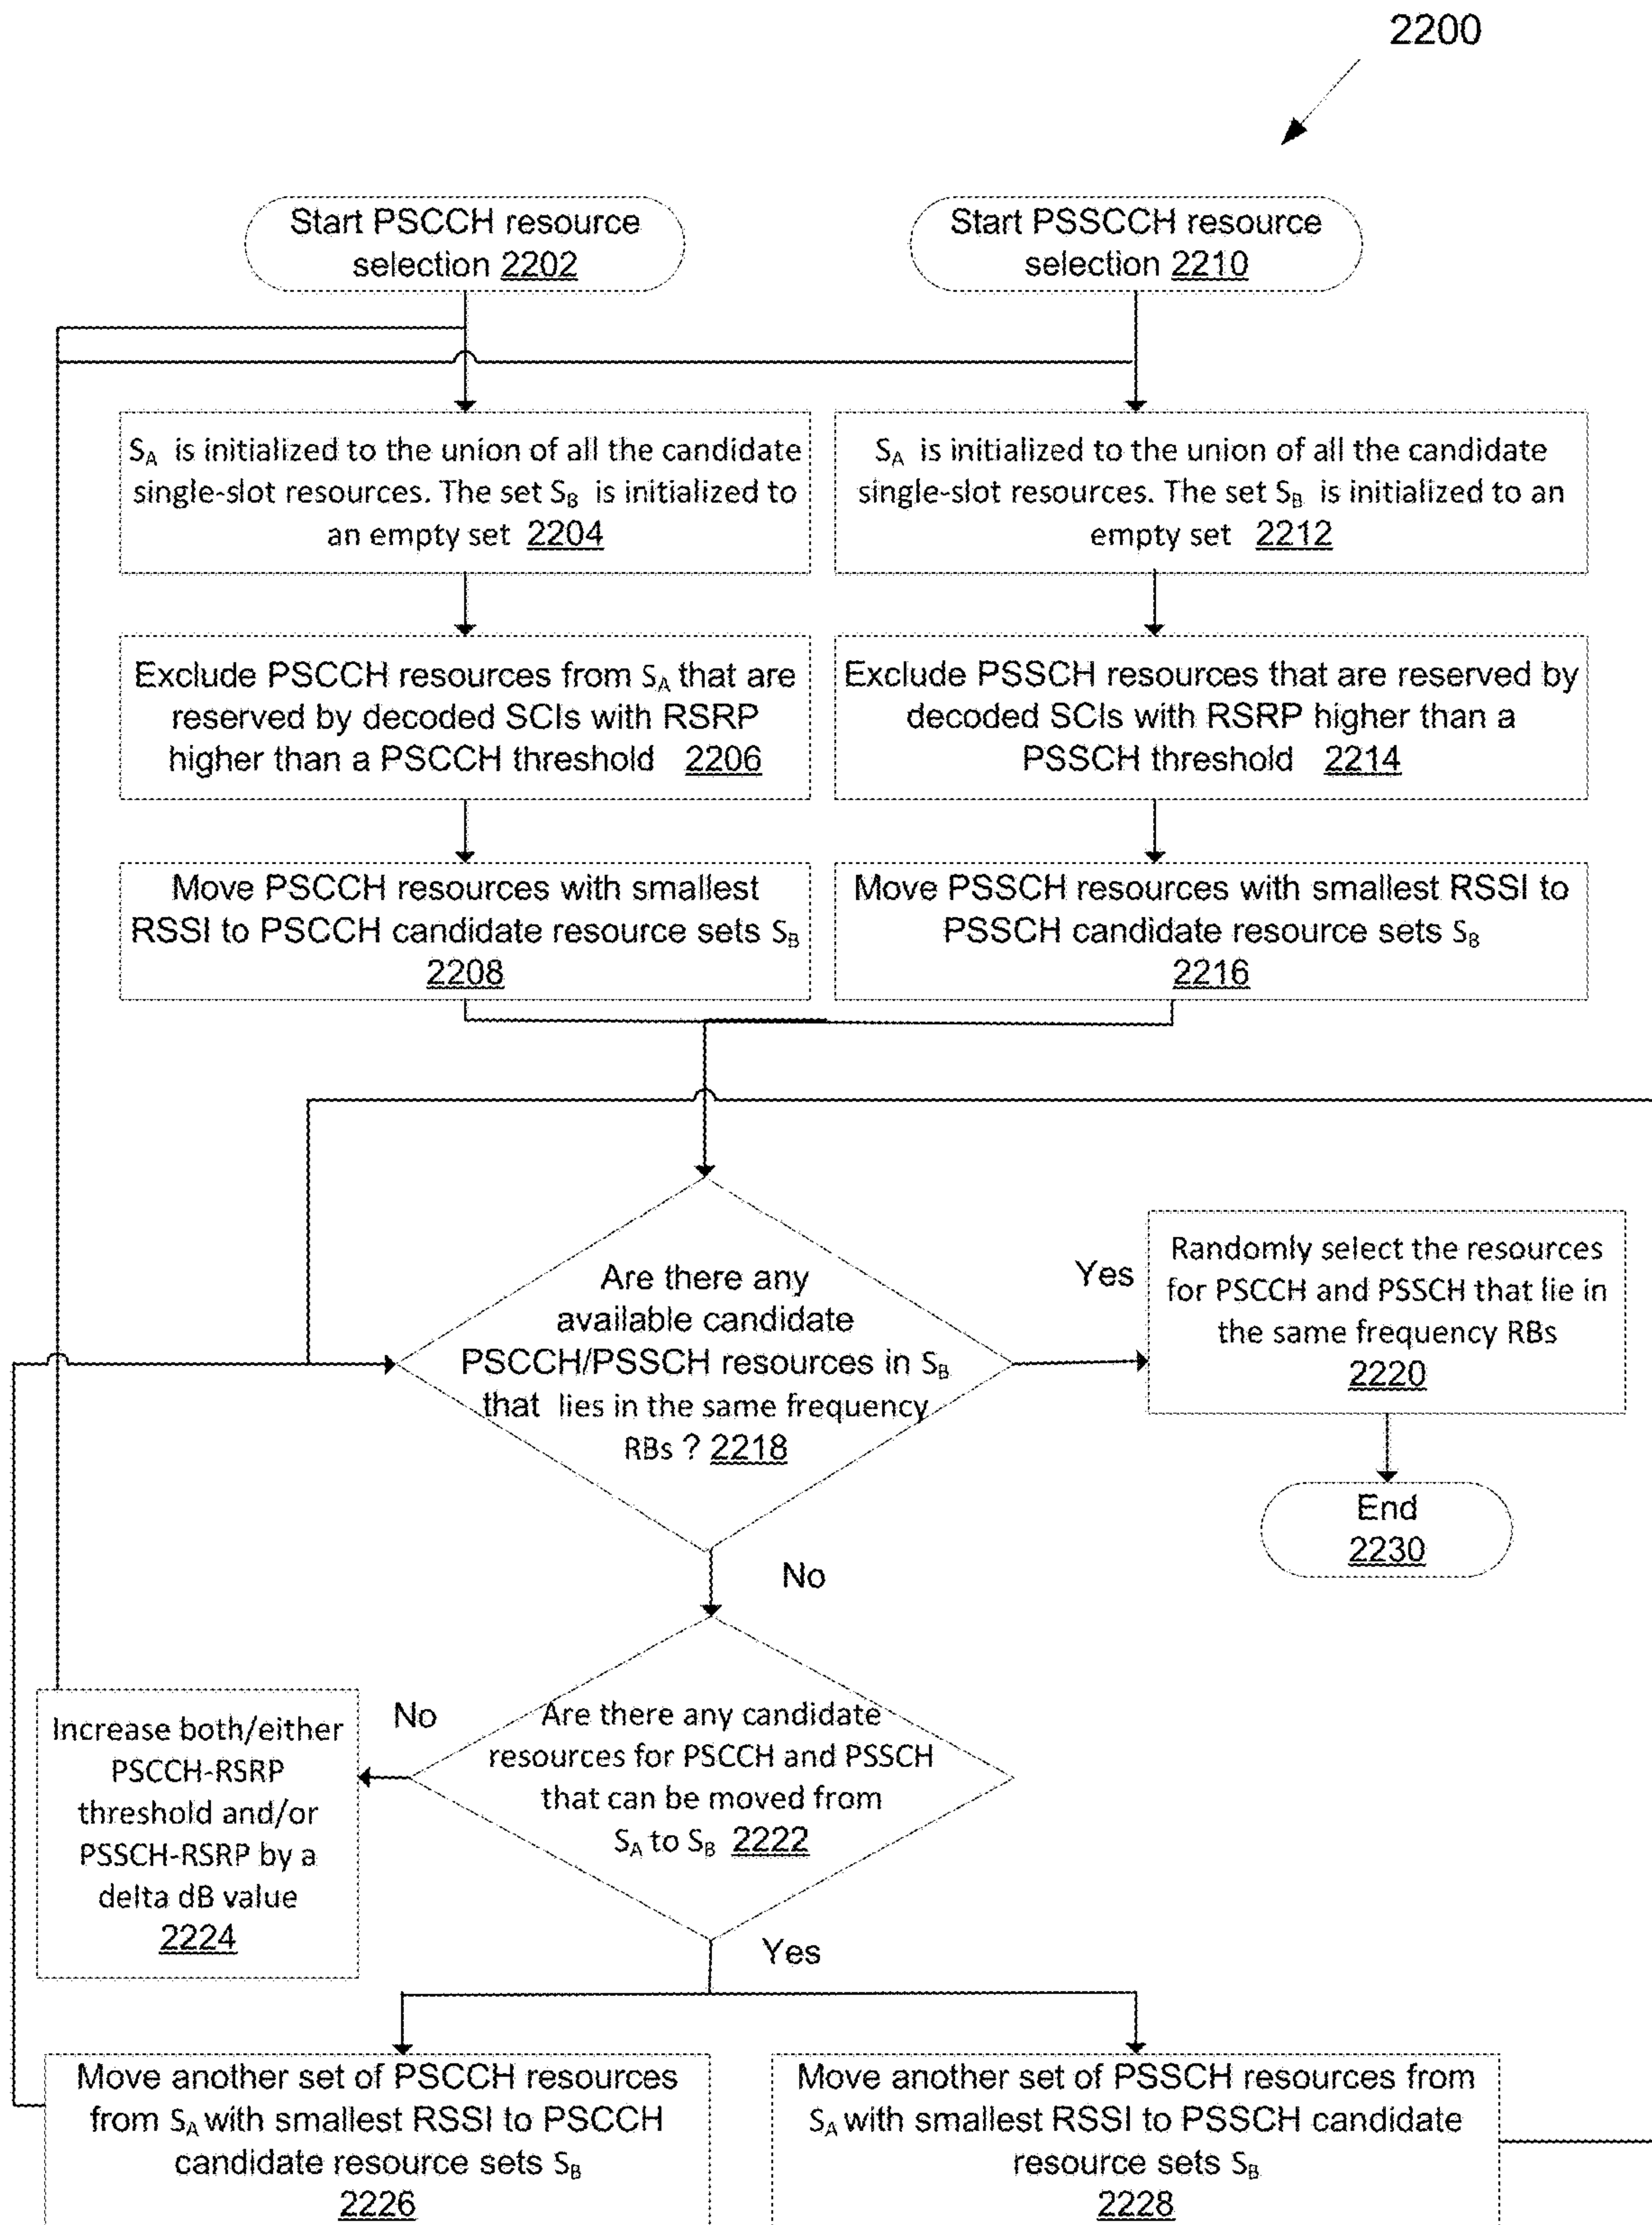 2200
Start PSCCH resource
selection 2202
Start PSSCCH resource
selection 2210
SA is initialized to the union of all the candidate
single-slot resources. The set SB is initialized to
an empty set 2204
SA is initialized to the union of all the candidate
single-slot resources. The set SB is initialized to an
empty set 2212
Exclude PSCCH resources from SA that are
reserved by decoded SCIs with RSRP
higher than a PSCCH threshold 2206
Exclude PSSCH resources that are reserved by
decoded SCIs with RSRP higher than a
PSSCH threshold 2214
Move PSCCH resources with smallest
RSSI to PSCCH candidate resource sets SB
2208
Move PSSCH resources with smallest RSSI to
PSSCH candidate resource sets SB
2216
Are there any
available candidate
PSCCH/PSSCH resources in SB
that lies in the same frequency
RBs ? 2218
Yes
Randomly select the resources
for PSCCH and PSSCH that lie in
the same frequency RBs
2220
End
2230
No
Are there any candidate
resources for PSCCH and PSSCH
that can be moved from
SA to SB 2222
No
Increase both/either
PSCCH-RSRP
threshold and/or
PSSCH-RSRP by a
delta dB value
2224
Yes
Move another set of PSCCH resources
from SA with smallest RSSI to PSCCH
candidate resource sets SB
2226
Move another set of PSSCH resources from
SA with smallest RSSI to PSSCH candidate
resource sets SB
2228